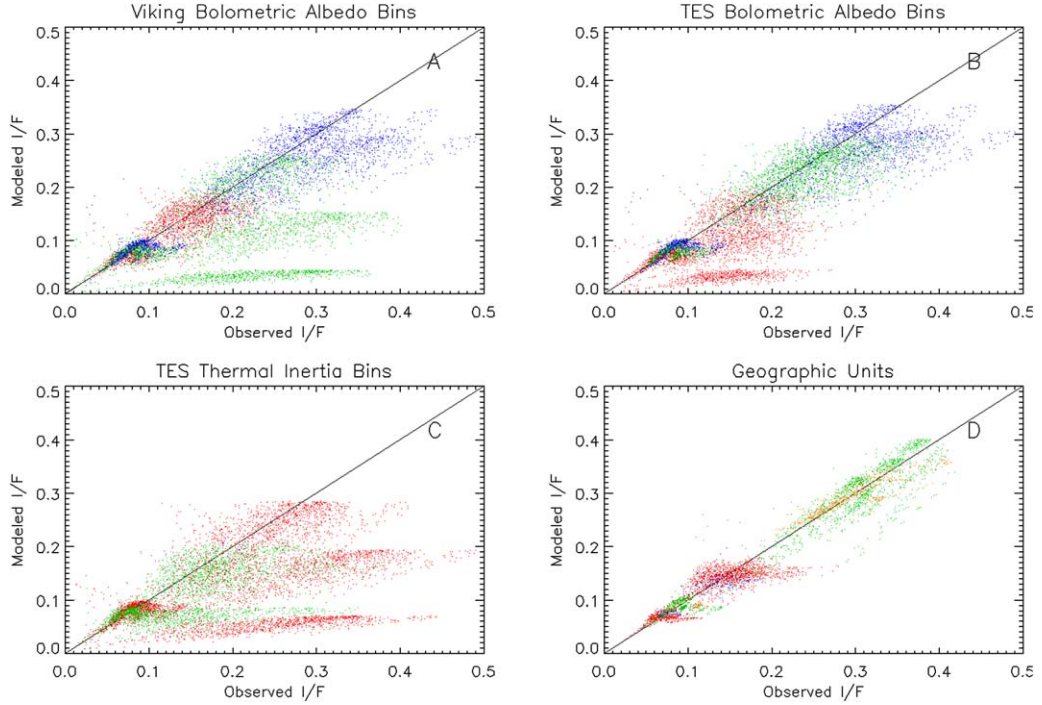 Viking Bolometric Albedo Bins
0.5
0.4
0.3
0.2
0.1
0.0
Modeled I/F
A
0.0 0.1 0.2 0.3 0.4 0.5
Observed I/F
TES Bolometric Albedo Bins
0.5
0.4
0.3
0.2
0.1
0.0
Modeled I/F
B
0.0 0.1 0.2 0.3 0.4 0.5
Observed I/F
TES Thermal Inertia Bins
0.5
0.4
0.3
0.2
0.1
0.0
Modeled I/F
C
0.0 0.1 0.2 0.3 0.4 0.5
Observed I/F
Geographic Units
0.5
0.4
0.3
0.2
0.1
0.0
Modeled I/F
D
0.0 0.1 0.2 0.3 0.4 0.5
Observed I/F